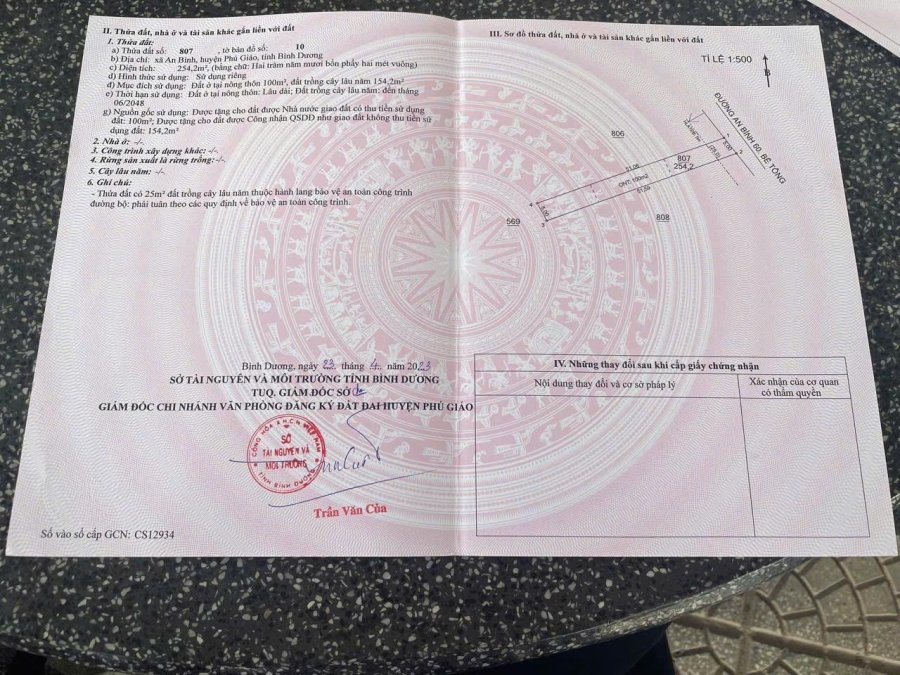 II. Thửa đất, nhà ở và tài sản khác gắn liền với đất
1. Thửa đất:
a) Thửa đất số: 807 , tờ bản đồ số: 10
b) Địa chỉ: xã An Bình, huyện Phú Giáo, tỉnh Bình Dương
c) Diện tích: 254,2m², (bằng chữ: Hai trăm năm mươi bốn phẩy hai mét vuông)
d) Hình thức sử dụng: Sử dụng riêng
đ) Mục đích sử dụng: Đất ở tại nông thôn 100m², đất trồng cây lâu năm 154,2m²
e) Thời hạn sử dụng: Đất ở tại nông thôn: Lâu dài; Đất trồng cây lâu năm: đến tháng
06/2048
g) Nguồn gốc sử dụng: Được tặng cho đất được Nhà nước giao đất có thu tiền sử dụng
đất: 100m²; Được tặng cho đất được Công nhận QSDĐ như giao đất không thu tiền sử
dụng đất: 154,2m²
2. Nhà ở: -/-.
3. Công trình xây dựng khác: -/-.
4. Rừng sản xuất là rừng trồng: -/-.
5. Cây lâu năm: -/-.
6. Ghi chú:
- Thửa đất có 25m² đất trồng cây lâu năm thuộc hành lang bảo vệ an toàn công trình
đường bộ: phải tuân theo các quy định về bảo vệ an toàn công trình.
Bình Dương, ngày 23 tháng 4 năm 2023
SỞ TÀI NGUYÊN VÀ MÔI TRƯỜNG TỈNH BÌNH DƯƠNG
TUQ. GIÁM ĐỐC SỞ
GIÁM ĐỐC CHI NHÁNH VĂN PHÒNG ĐĂNG KÝ ĐẤT ĐAI HUYỆN PHÚ GIÁO
SỞ
TÀI NGUYÊN VÀ
MÔI TRƯỜNG
TỈNH BÌNH DƯƠNG
Trần Văn Của
Số vào sổ cấp GCN: CS12934
III. Sơ đồ thửa đất, nhà ở và tài sản khác gắn liền với đất
TỈ LỆ 1:500
B
ĐƯỜNG AN BÌNH 60, BÊ TÔNG
806
1
5.00
2
807
254,2
ONT: 100m2
4
5.00
3
569
808
IV. Những thay đổi sau khi cấp giấy chứng nhận
Nội dung thay đổi và cơ sở pháp lý
Xác nhận của cơ quan
có thẩm quyền